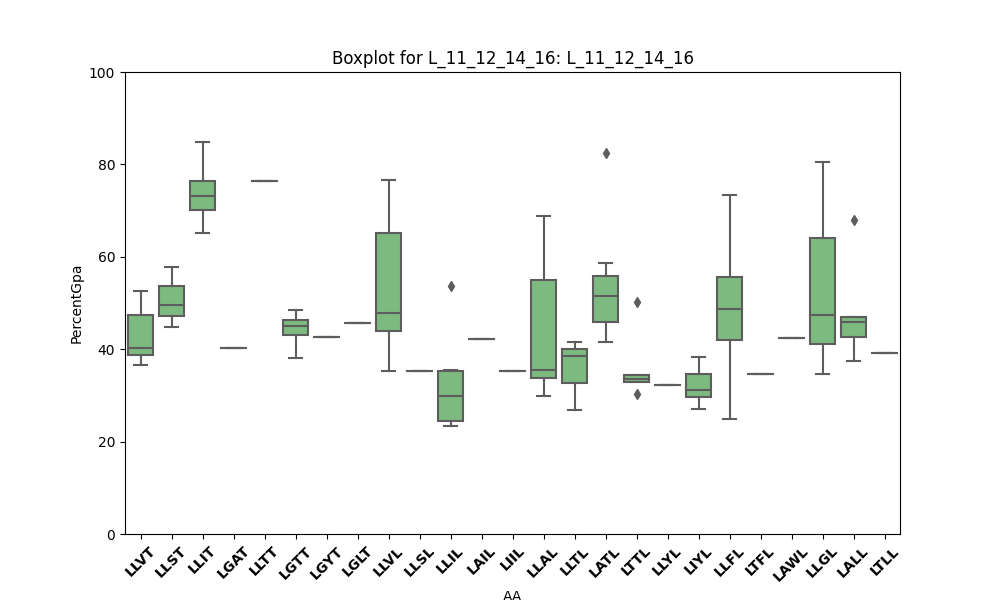 Boxplot for L_11_12_14_16: L_11_12_14_16
100
80
60
40
20
0
PercentGpa
LLVT
LLST
LLIT
LGAT
LLTT
LGTT
LGYT
LGLT
LLVL
LLSL
LLIL
LAIL
LIIL
LLAL
LLTL
LATL
LTTL
LLYL
LIYL
LLFL
LTFL
LAWL
LLGL
LALL
LTLL
AA